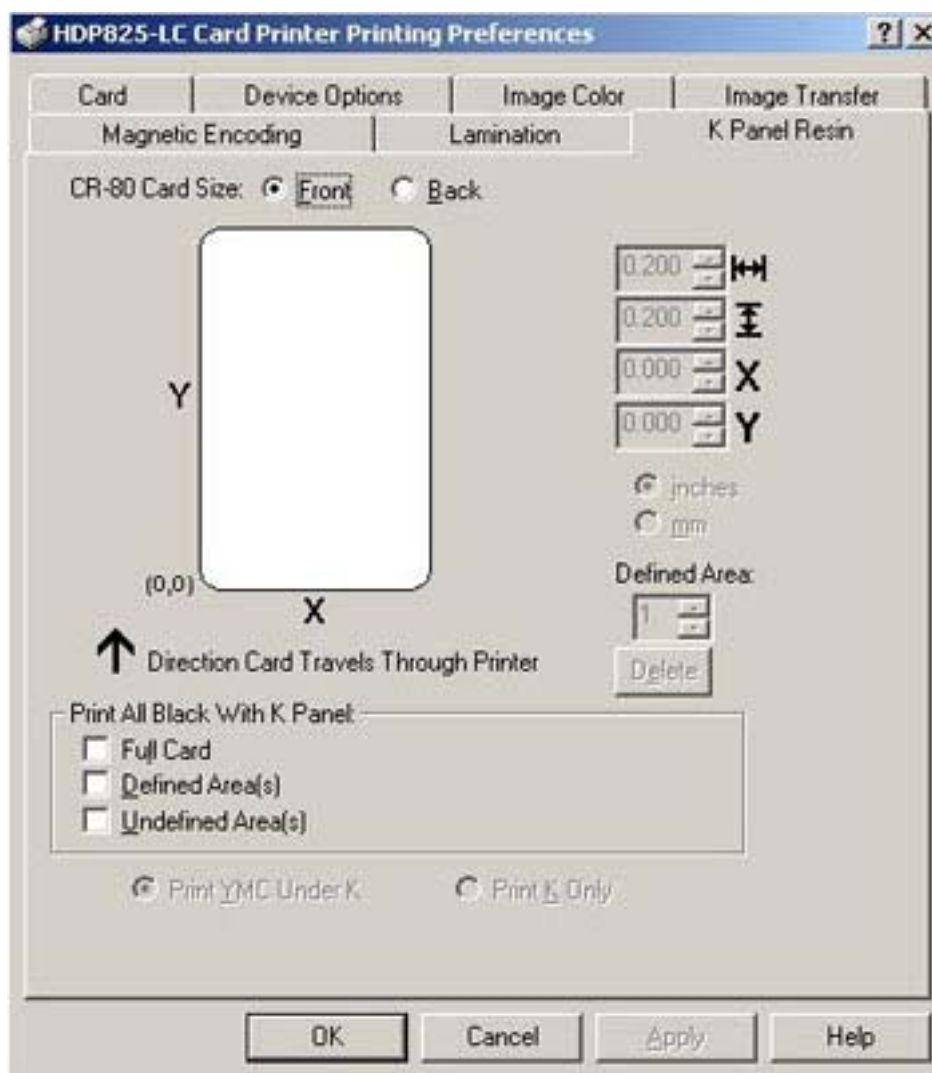 HDP825-LC Card Printer Printing Preferences
Card Device Options Image Color Image Transfer
Magnetic Encoding Lamination K Panel Resin
CR-80 Card Size: Front Back
0.200
0.200
0.000 X
Y 0.000 Y
inches
mm
(0,0) Defined Area:
X 1
Direction Card Travels Through Printer Delete
Print All Black With K Panel:
Full Card
Defined Area(s)
Undefined Area(s)
Print YMC Under K Print K Only
OK Cancel Apply Help